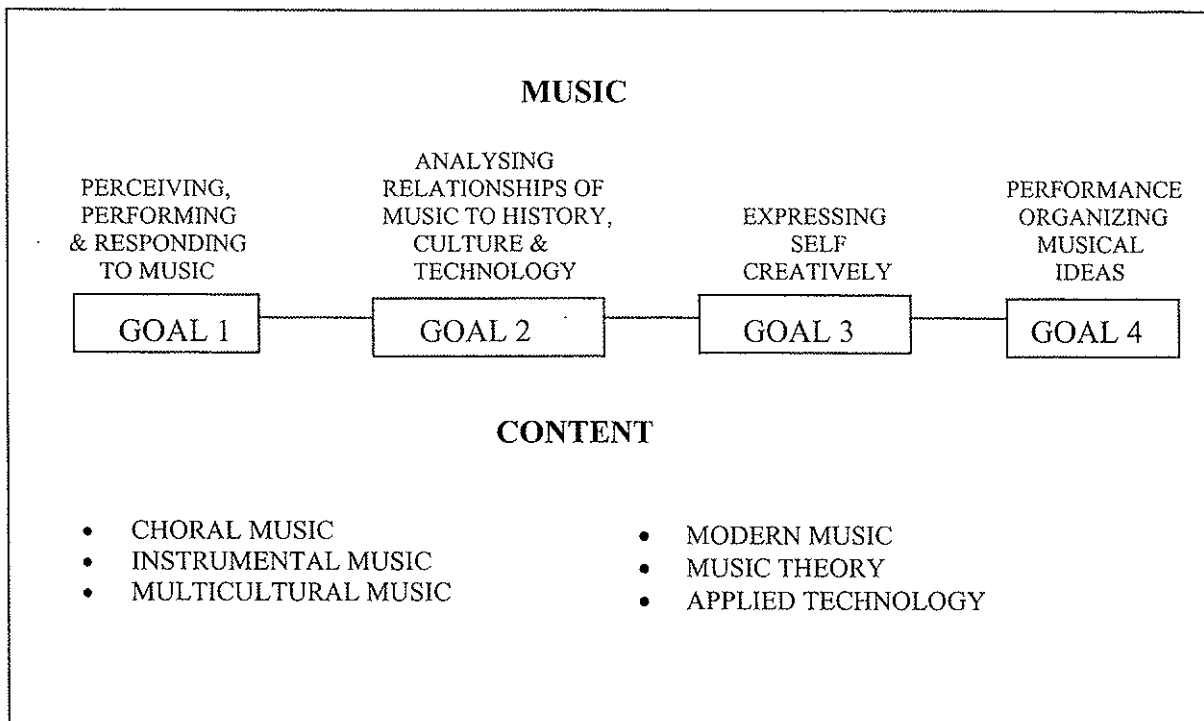 MUSIC
PERCEIVING,
PERFORMING
& RESPONDING
TO MUSIC
GOAL 1
ANALYSING
RELATIONSHIPS OF
MUSIC TO HISTORY,
CULTURE &
TECHNOLOGY
GOAL 2
EXPRESSING
SELF
CREATIVELY
GOAL 3
PERFORMANCE
ORGANIZING
MUSICAL
IDEAS
GOAL 4
CONTENT
• CHORAL MUSIC
• INSTRUMENTAL MUSIC
• MULTICULTURAL MUSIC
• MODERN MUSIC
• MUSIC THEORY
• APPLIED TECHNOLOGY